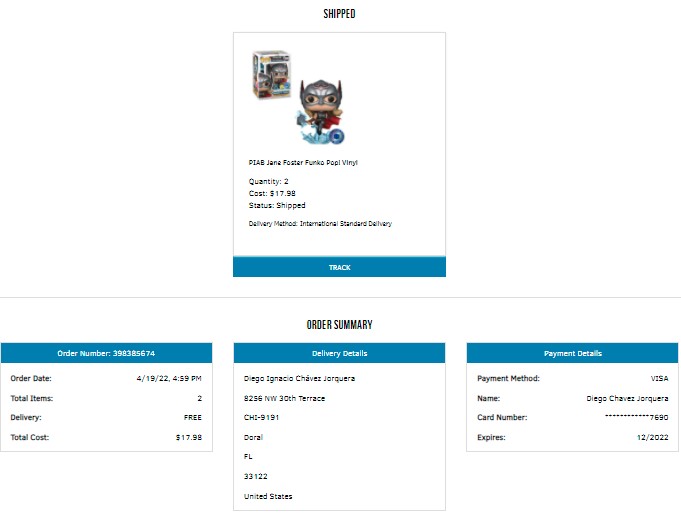 SHIPPED
PIAB Jane Foster Funko Pop! Vinyl
Quantity: 2
Cost: $17.98
Status: Shipped
Delivery Method: International Standard Delivery
TRACK
ORDER SUMMARY
Order Number: 398385674
Order Date: 4/19/22, 4:59 PM
Total Items: 2
Delivery: FREE
Total Cost: $17.98
Delivery Details
Diego Ignacio Chávez Jorquera
8256 NW 30th Terrace
CHI-9191
Doral
FL
33122
United States
Payment Details
Payment Method: VISA
Name: Diego Chavez Jorquera
Card Number: ************7690
Expires: 12/2022